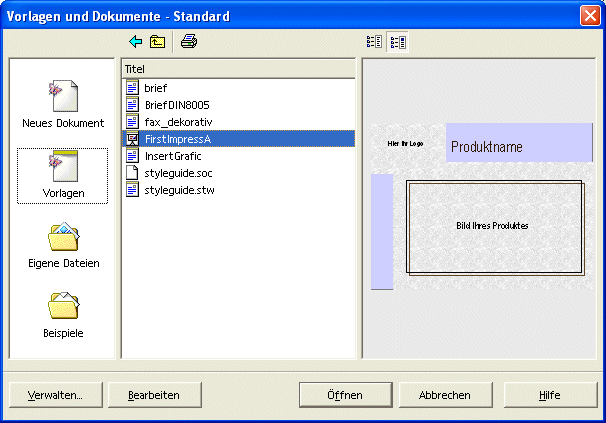 Vorlagen und Dokumente - Standard
Neues Dokument
Vorlagen
Eigene Dateien
Beispiele
Titel
brief
BriefDIN8005
fax_dekorativ
FirstImpressA
InsertGrafic
styleguide.soc
styleguide.stw
Hier Ihr Logo
Produktname
Bild Ihres Produktes
Verwalten...
Bearbeiten
Öffnen
Abbrechen
Hilfe